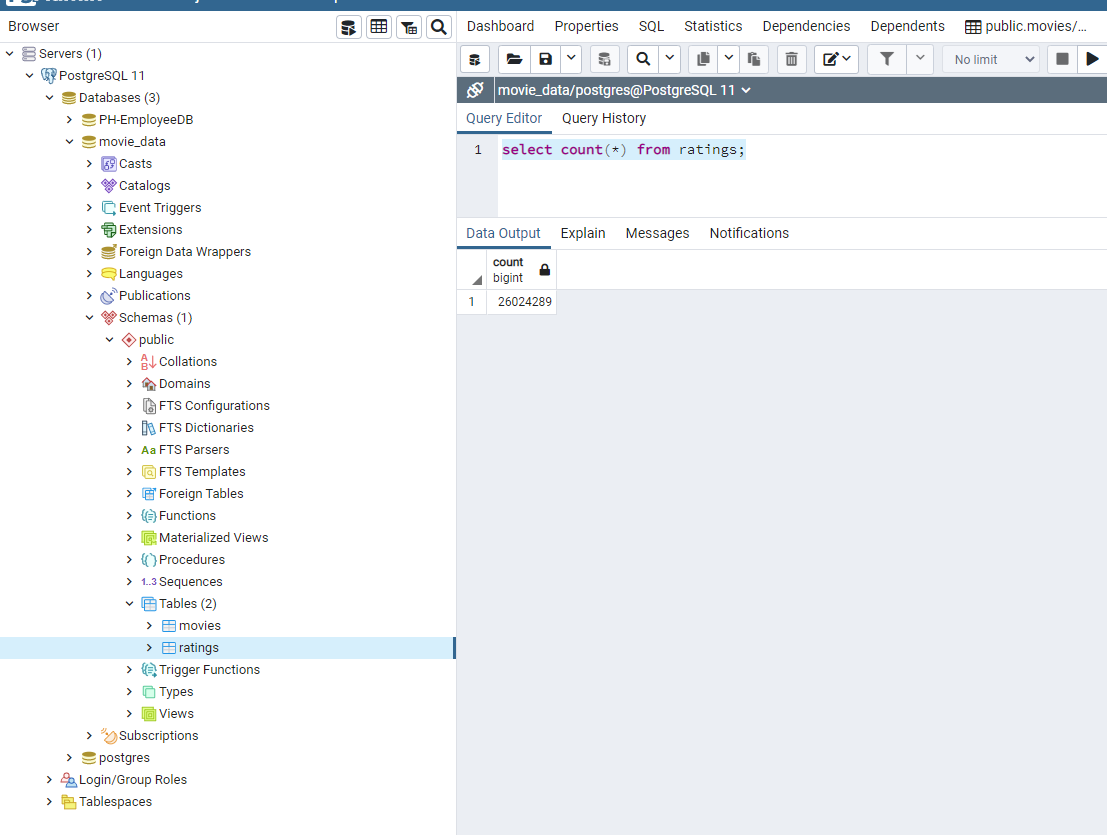 Browser
Servers (1)
PostgreSQL 11
Databases (3)
PH-EmployeeDB
movie_data
Casts
Catalogs
Event Triggers
Extensions
Foreign Data Wrappers
Languages
Publications
Schemas (1)
public
Collations
Domains
FTS Configurations
FTS Dictionaries
Aa FTS Parsers
FTS Templates
Foreign Tables
Functions
Materialized Views
Procedures
1..3 Sequences
Tables (2)
movies
ratings
Trigger Functions
Types
Views
Subscriptions
postgres
Login/Group Roles
Tablespaces
Dashboard Properties SQL Statistics Dependencies Dependents public.movies/...
No limit
movie_data/postgres@PostgreSQL 11
Query Editor Query History
1 select count(*) from ratings;
Data Output Explain Messages Notifications
count
bigint
1 26024289